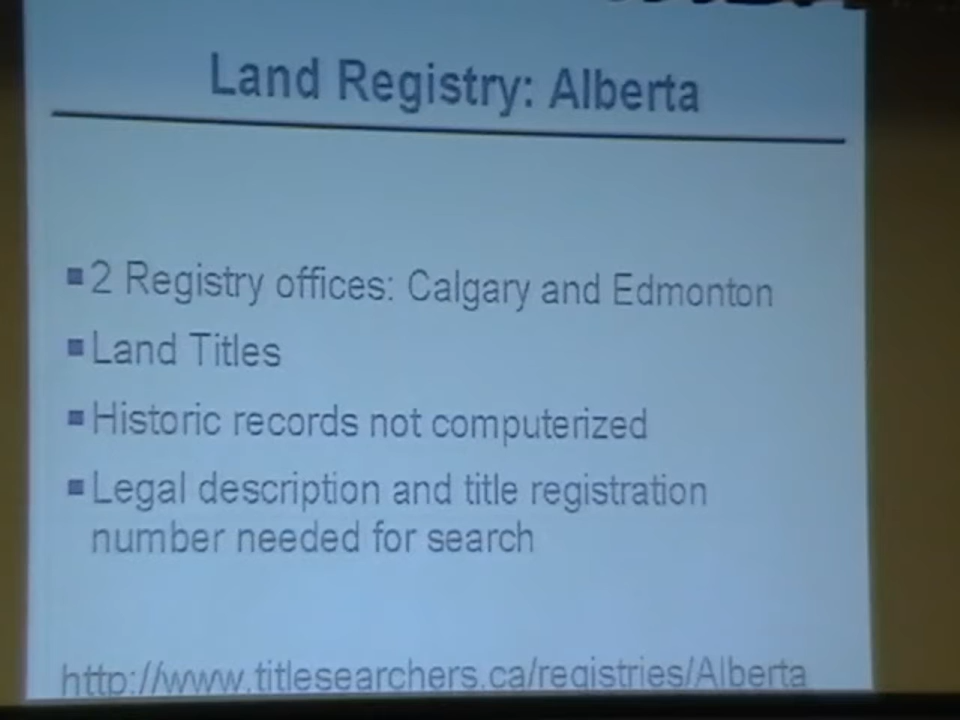 Land Registry: Alberta
2 Registry offices: Calgary and Edmonton
Land Titles
Historic records not computerized
Legal description and title registration
number needed for search
http://www.titlesearchers.ca/registries/Alberta